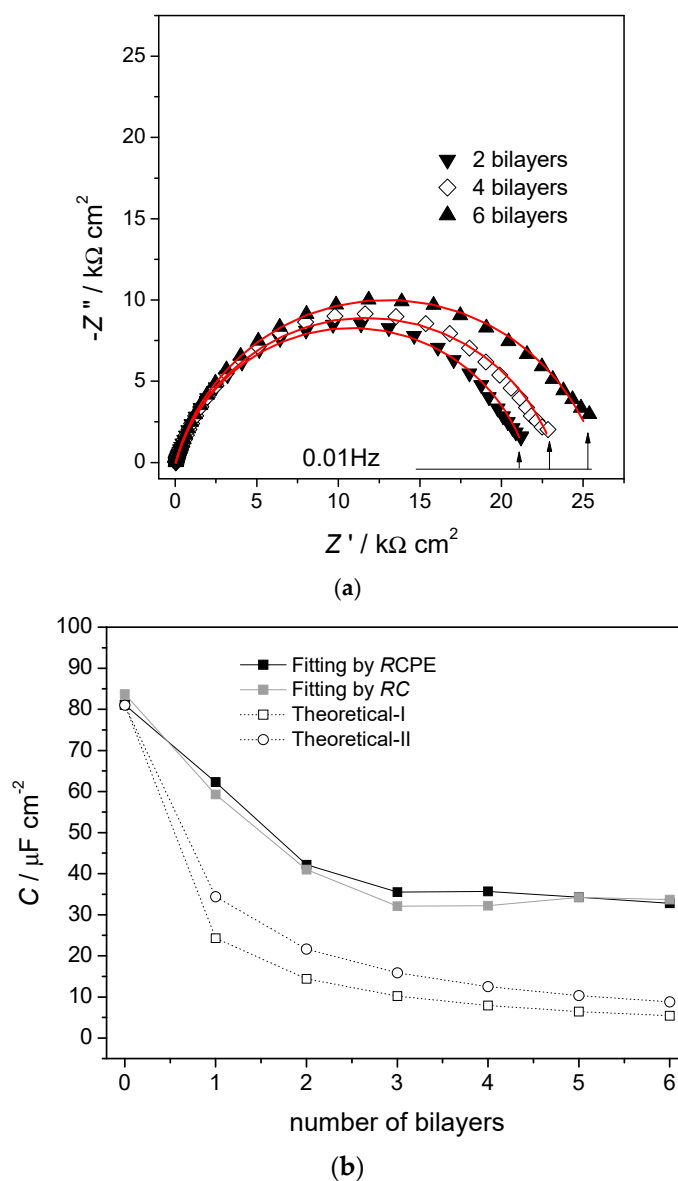 25
20
15
10
5
0
-Z" / kΩ cm²
2 bilayers
4 bilayers
6 bilayers
0.01Hz
0 5 10 15 20 25
Z ' / kΩ cm²
(a)
100
90
80
70
60
50
40
30
20
10
0
C / μF cm⁻²
Fitting by RCPE
Fitting by RC
Theoretical-I
Theoretical-II
0 1 2 3 4 5 6
number of bilayers
(b)